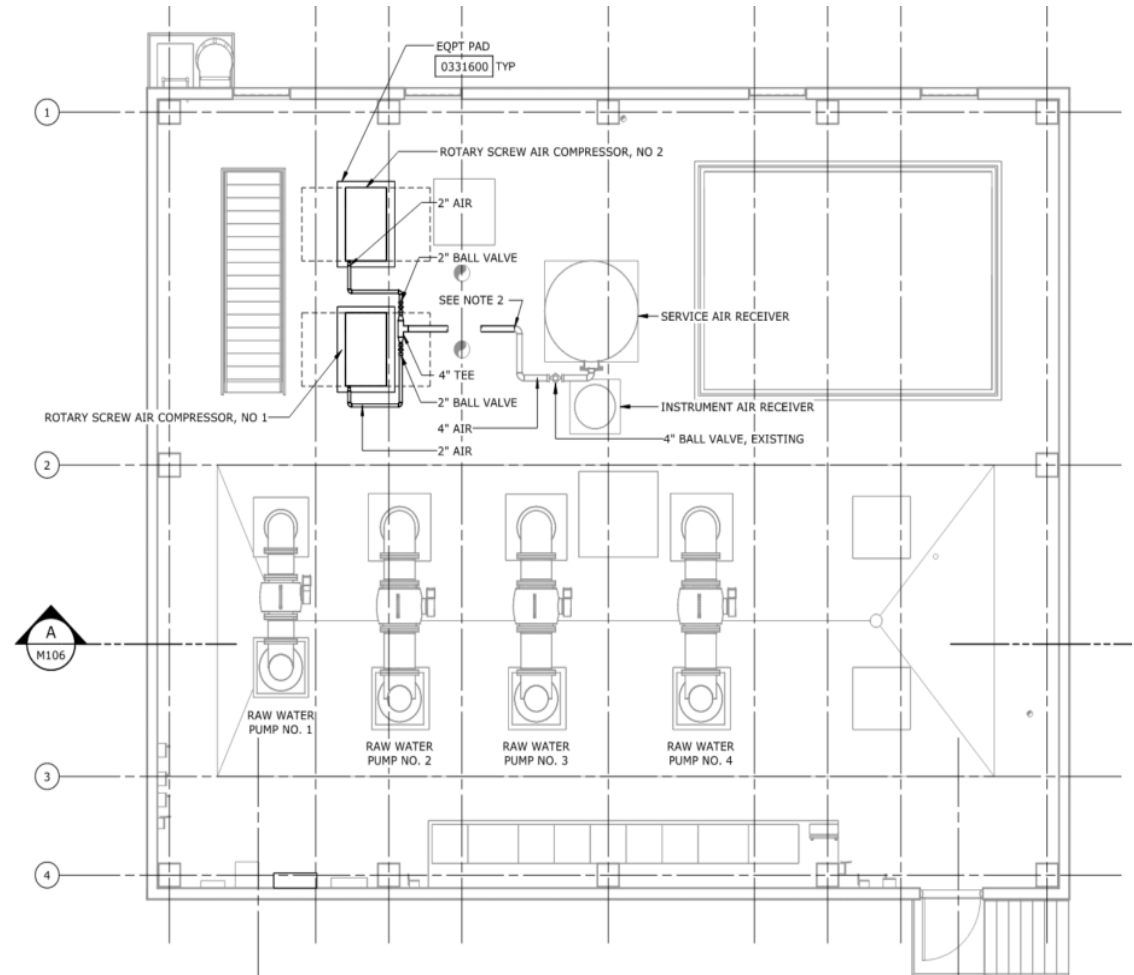 EQPT PAD
0331600 TYP
1
ROTARY SCREW AIR COMPRESSOR, NO 2
2" AIR
2" BALL VALVE
SEE NOTE 2
SERVICE AIR RECEIVER
4" TEE
2" BALL VALVE
INSTRUMENT AIR RECEIVER
ROTARY SCREW AIR COMPRESSOR, NO 1
4" AIR
4" BALL VALVE, EXISTING
2" AIR
2
A
M106
RAW WATER
PUMP NO. 1
RAW WATER
PUMP NO. 2
RAW WATER
PUMP NO. 3
RAW WATER
PUMP NO. 4
3
4